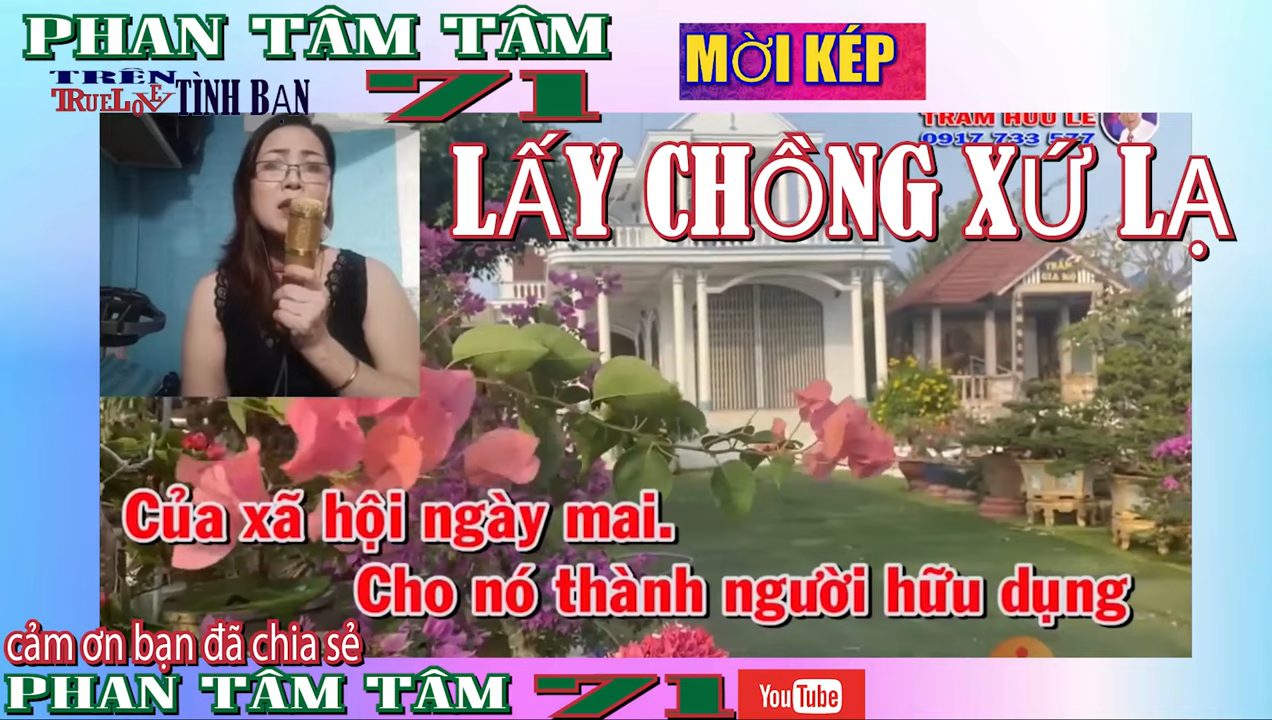 PHAN TÂM TÂM
71
MỜI KÉP
TRÊN
TRUELOVE TÌNH BẠN
TRẦM HỮU LỄ
0917 733 577
LẤY CHỒNG XỨ LẠ
Của xã hội ngày mai.
Cho nó thành người hữu dụng
cảm ơn bạn đã chia sẻ
PHAN TÂM TÂM 71
YouTube